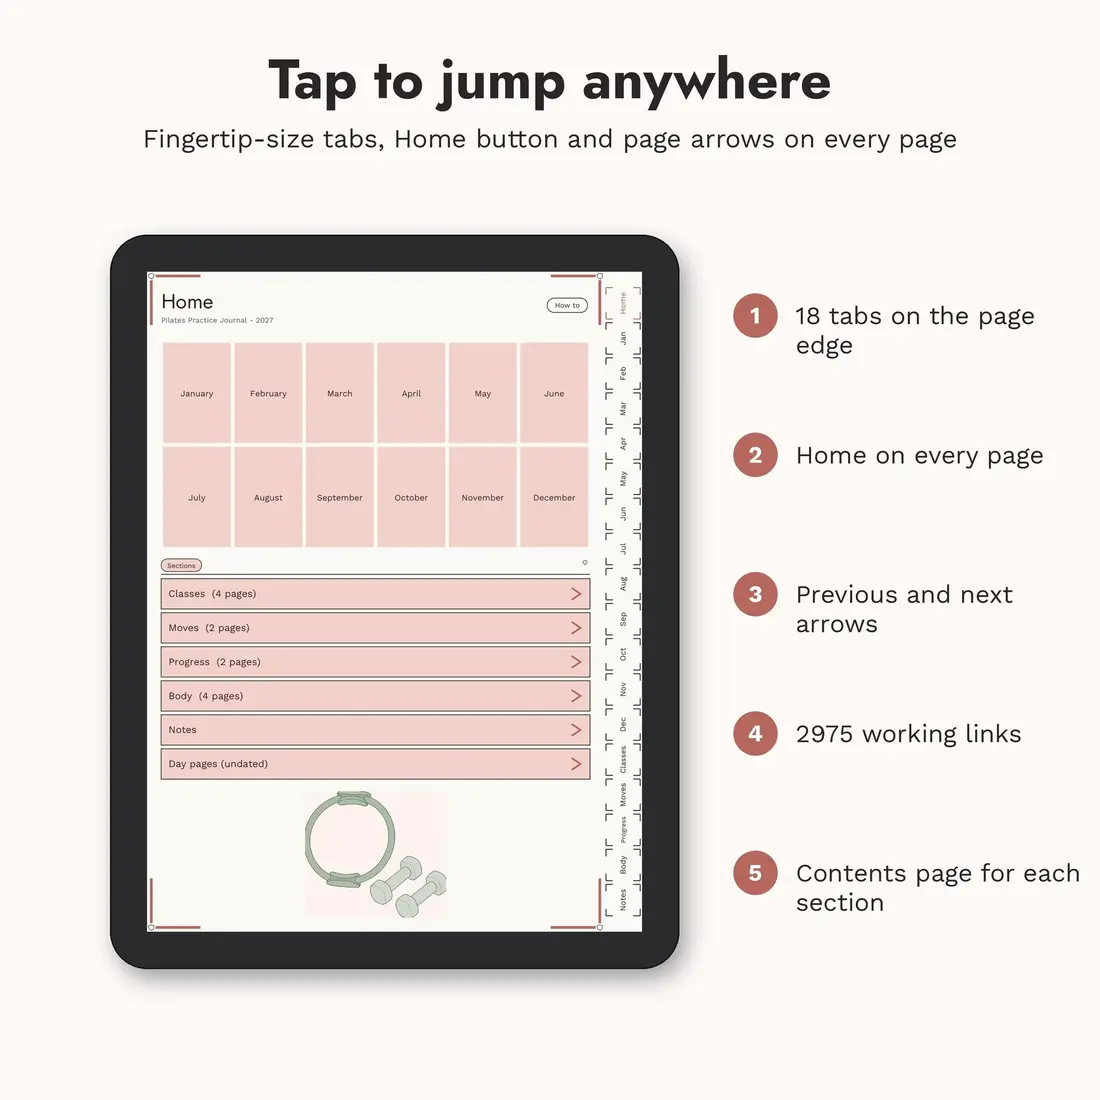 Tap to jump anywhere
Fingertip-size tabs, Home button and page arrows on every page
Home
How to
Pilates Practice Journal - 2027
January
February
March
April
May
June
July
August
September
October
November
December
Sections
Classes (4 pages)
Moves (2 pages)
Progress (2 pages)
Body (4 pages)
Notes
Day pages (undated)
Home
Jan
Feb
Mar
Apr
May
Jun
Jul
Aug
Sep
Oct
Nov
Dec
Classes
Moves
Progress
Body
Notes
1
18 tabs on the page
edge
2
Home on every page
3
Previous and next
arrows
4
2975 working links
5
Contents page for each
section